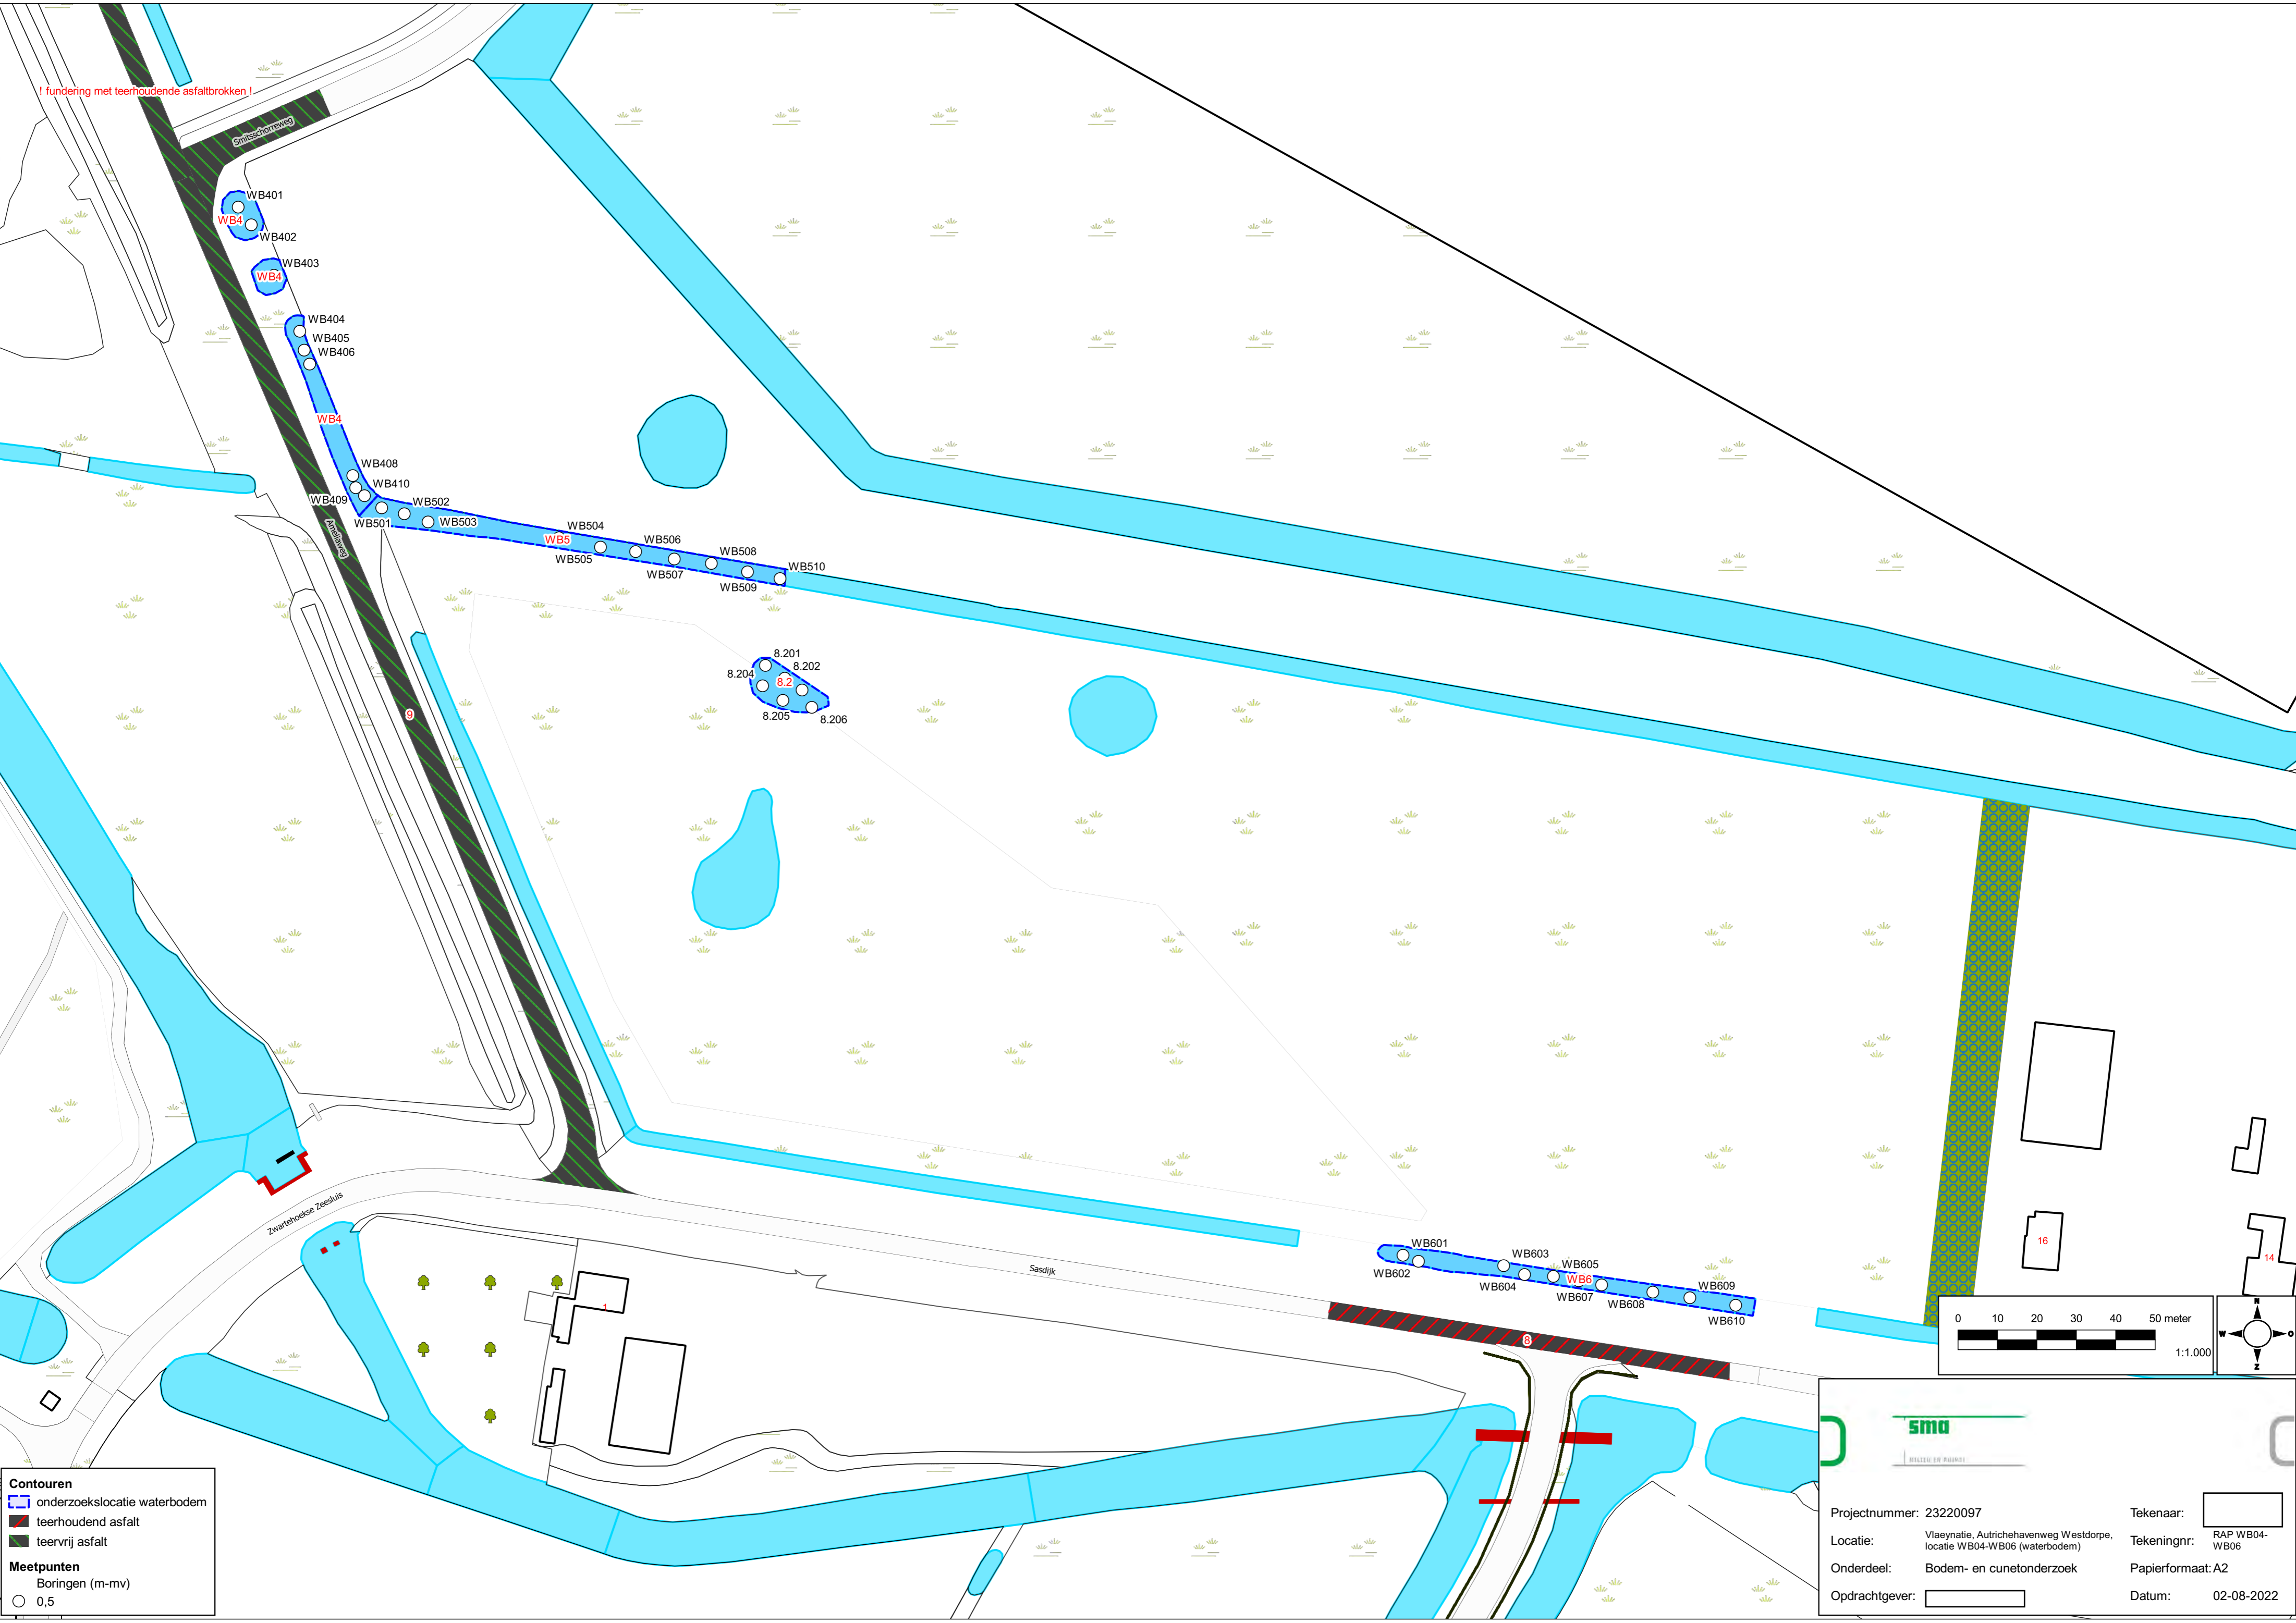 ! fundering met teerhoudende asfaltbrokken !
Smitsschorreweg
WB401
WB4
WB402
WB403
WB4
WB404
WB405
WB406
WB4
WB408
WB410
WB409
WB501
WB502
WB503
Ameliaweg
WB504
WB5
WB505
WB506
WB507
WB508
WB509
WB510
8.201
8.202
8.204
8.2
8.205
8.206
9
Zwartehoekse Zeesluis
Sasdijk
1
WB601
WB602
WB603
WB604
WB605
WB6
WB607
WB608
WB609
WB610
8
16
14
0 10 20 30 40 50 meter
1:1.000
N
W O
Z
Contouren
onderzoekslocatie waterbodem
teerhoudend asfalt
teervrij asfalt
Meetpunten
Boringen (m-mv)
0,5
sma
Projectnummer: 23220097
Tekenaar:
Locatie: Vlaeynatie, Autrichehavenweg Westdorpe,
locatie WB04-WB06 (waterbodem)
Tekeningnr: RAP WB04-
WB06
Onderdeel: Bodem- en cunetonderzoek
Papierformaat: A2
Opdrachtgever:
Datum: 02-08-2022